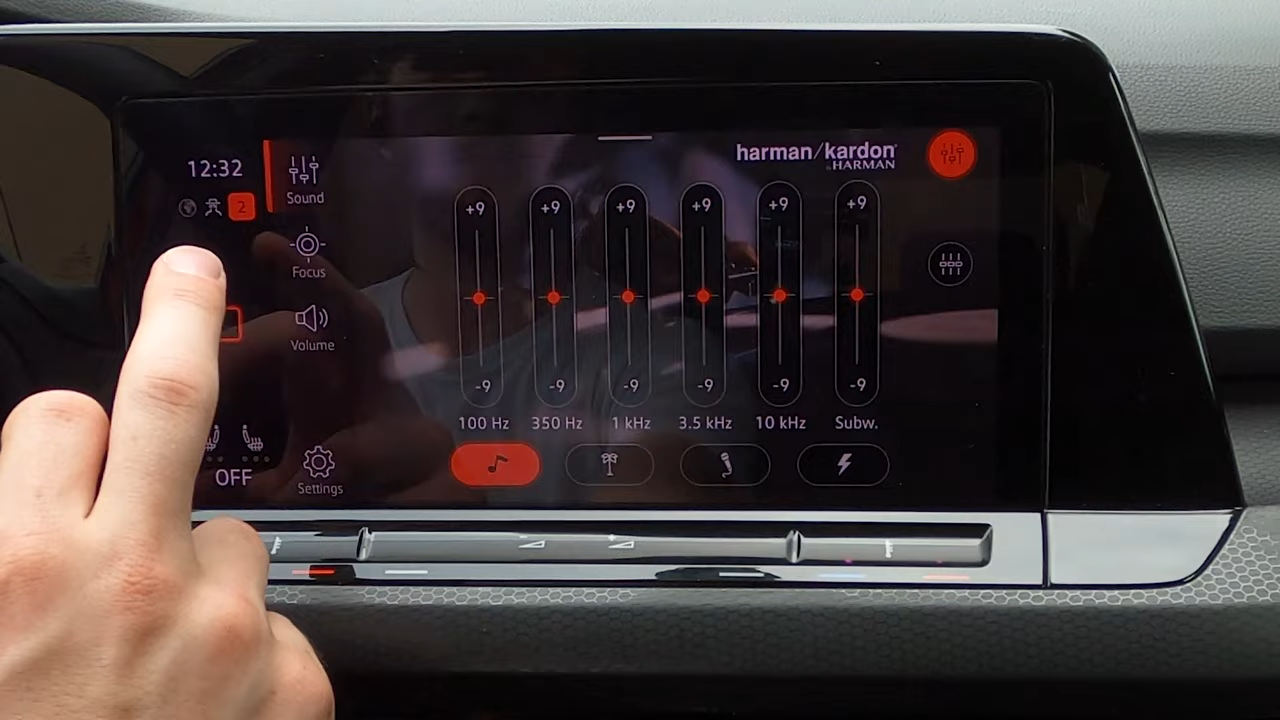 12:32
2
Sound
Focus
Volume
Settings
OFF
harman/kardon
by HARMAN
+9 +9 +9 +9 +9 +9
-9 -9 -9 -9 -9 -9
100 Hz 350 Hz 1 kHz 3.5 kHz 10 kHz Subw.